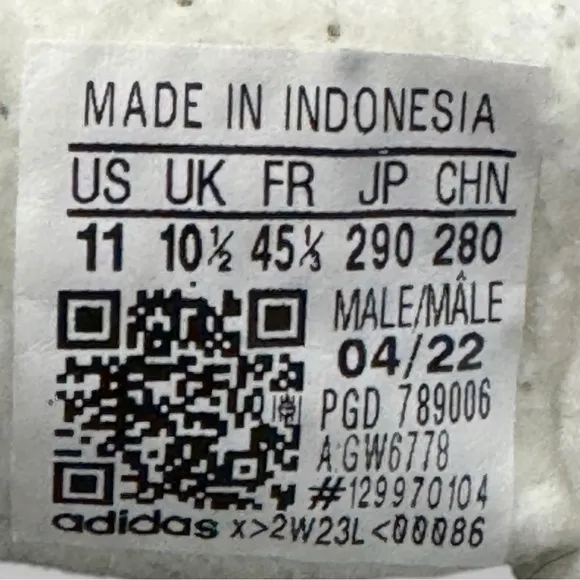 MADE IN INDONESIA
US UK FR JP CHN
11 10½ 45⅓ 290 280
MALE/MÂLE
04/22
PGD 789006
A:GW6778
#129970104
adidas x>2W23L<00086